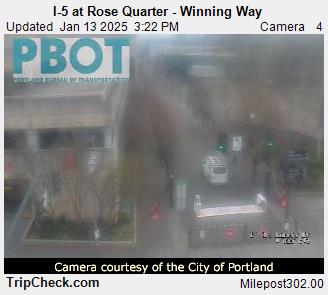 I-5 at Rose Quarter - Winning Way
Updated Jan 13 2025 3:22 PM Camera 4
PBOT
PORTLAND BUREAU OF TRANSPORTATION
Camera courtesy of the City of Portland
TripCheck.com Milepost302.00